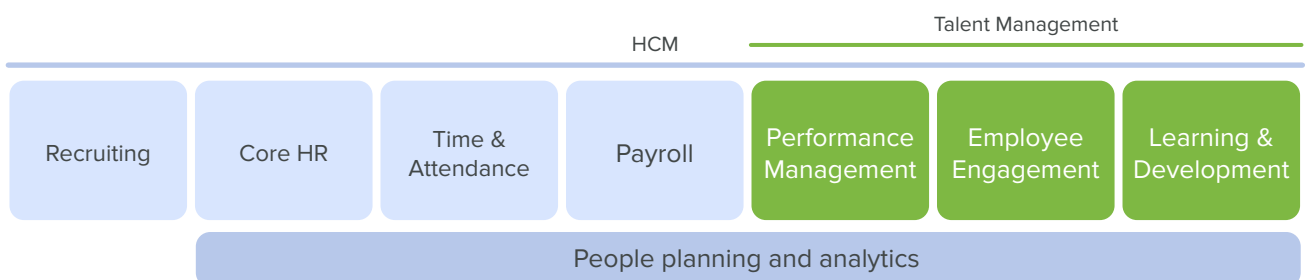 Talent Management
HCM
Recruiting
Core HR
Time &
Attendance
Payroll
Performance
Management
Employee
Engagement
Learning &
Development
People planning and analytics